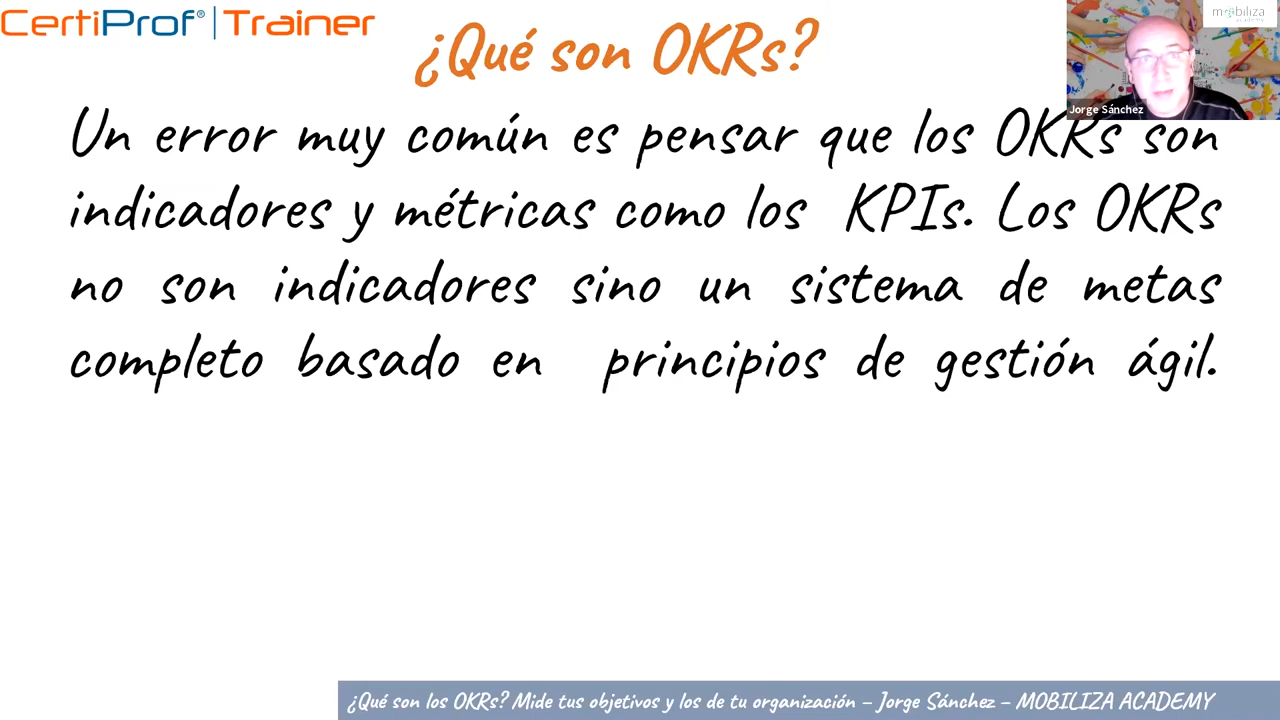 CertiProf® | Trainer
¿Qué son OKRs?
mobiliza
academy
Jorge Sánchez
Un error muy común es pensar que los OKRs son
indicadores y métricas como los KPIs. Los OKRs
no son indicadores sino un sistema de metas
completo basado en principios de gestión ágil.
¿Qué son los OKRs? Mide tus objetivos y los de tu organización – Jorge Sánchez – MOBILIZA ACADEMY